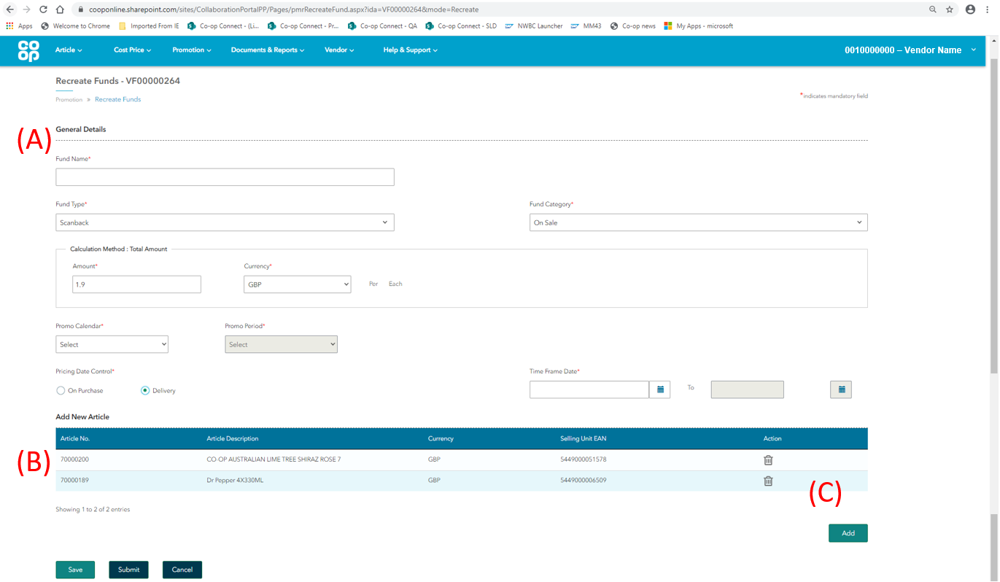 cooponline.sharepoint.com/sites/CollaborationPortalPP/Pages/pmrRecreateFund.aspx?ida=VF00000264&mode=Recreate
Apps Welcome to Chrome Imported From IE Co-op Connect - (Li... Co-op Connect - Pr... Co-op Connect - QA Co-op Connect - SLD NWBC Launcher MM43 Co-op news My Apps - microsoft
CO
OP
Article Cost Price Promotion Documents & Reports Vendor Help & Support 0010000000 – Vendor Name
Recreate Funds - VF00000264
Promotion » Recreate Funds
*indicates mandatory field
General Details
(A)
Fund Name*
Fund Type* Fund Category*
Scanback On Sale
Calculation Method : Total Amount
Amount* Currency*
1.9 GBP Per Each
Promo Calendar* Promo Period*
Select Select
Pricing Date Control* Time Frame Date*
On Purchase Delivery To
Add New Article
Article No. Article Description Currency Selling Unit EAN Action
(B)
70000200 CO-OP AUSTRALIAN LIME TREE SHIRAZ ROSE 7 GBP 5449000051578
70000189 Dr Pepper 4X330ML GBP 5449000006509
(C)
Showing 1 to 2 of 2 entries
Add
Save Submit Cancel